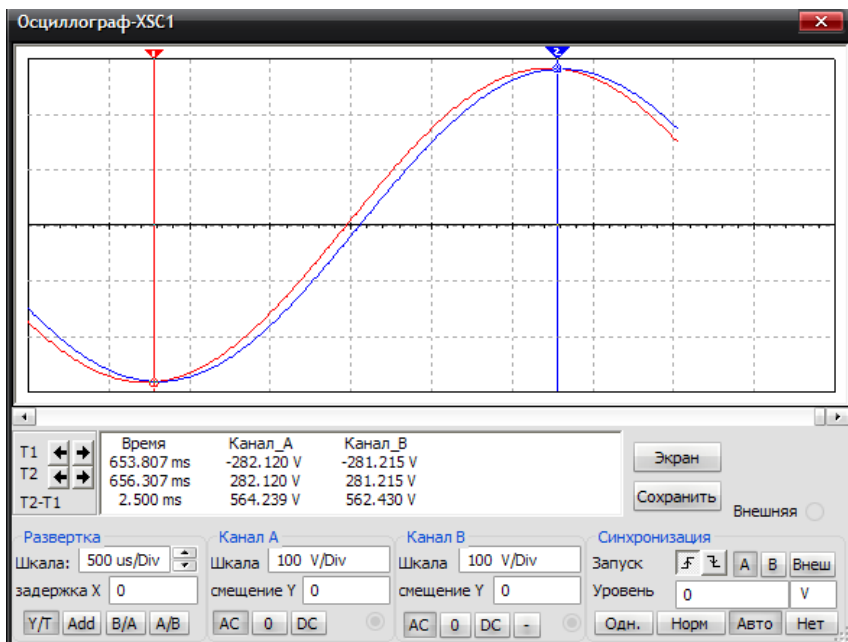 Осциллограф-XSC1
1 2
T1
T2
T2-T1
Время Канал_A Канал_B
653.807 ms -282.120 V -281.215 V
656.307 ms 282.120 V 281.215 V
2.500 ms 564.239 V 562.430 V
Экран
Сохранить
Внешняя
Развертка
Шкала: 500 us/Div
задержка X 0
Y/T Add B/A A/B
Канал A
Шкала 100 V/Div
смещение Y 0
AC 0 DC
Канал B
Шкала 100 V/Div
смещение Y 0
AC 0 DC -
Синхронизация
Запуск A B Внеш
Уровень 0 V
Одн. Норм Авто Нет